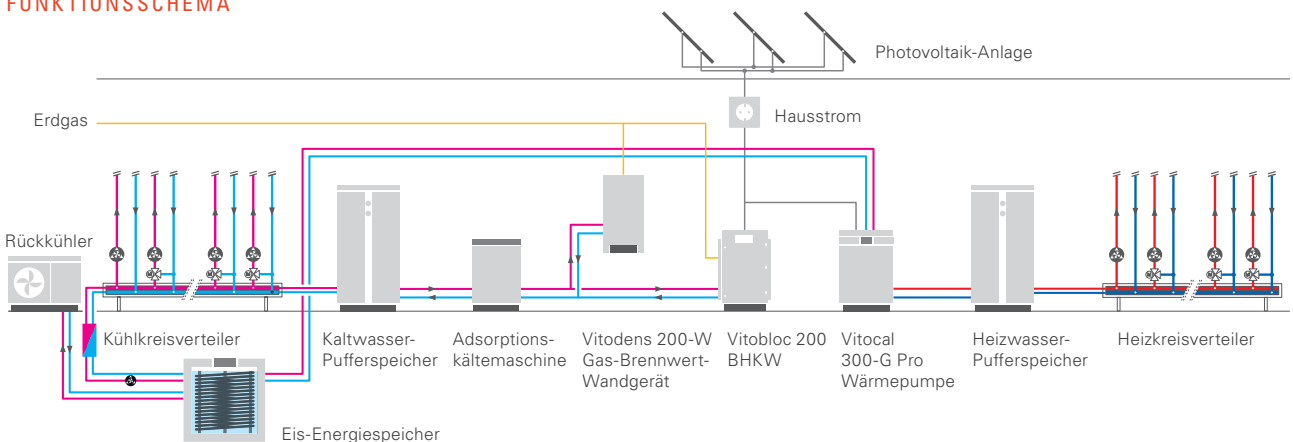 FUNKTIONSSCHEMA
Photovoltaik-Anlage
Erdgas
Hausstrom
Rückkühler
Kühlkreisverteiler
Kaltwasser-
Pufferspeicher
Adsorptions-
kältemaschine
Vitodens 200-W
Gas-Brennwert-
Wandgerät
Vitobloc 200
BHKW
Vitocal
300-G Pro
Wärmepumpe
Heizwasser-
Pufferspeicher
Heizkreisverteiler
Eis-Energiespeicher